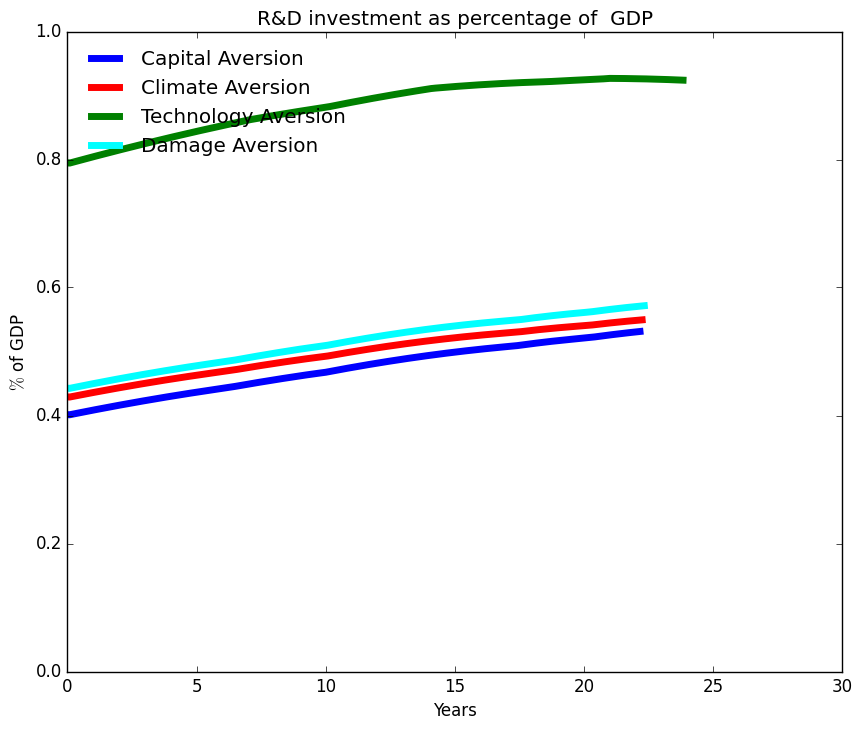 R&D investment as percentage of  GDP
Capital Aversion
Climate Aversion
Technology Aversion
Damage Aversion
% of GDP
1.0
0.8
0.6
0.4
0.2
0.0
0 5 10 15 20 25 30
Years